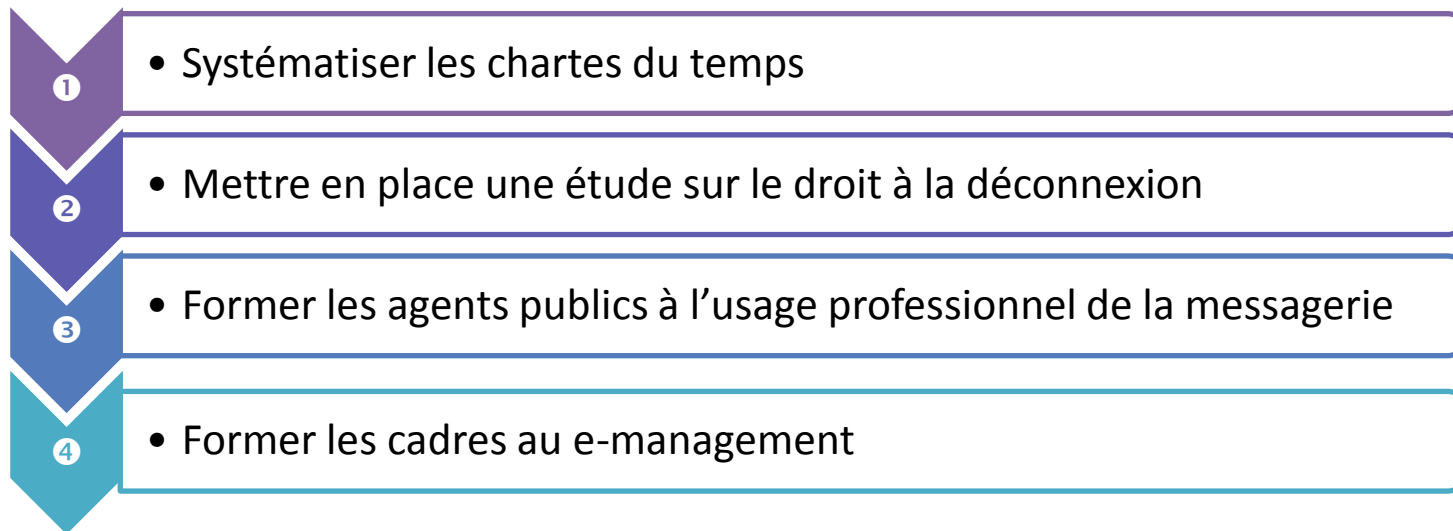 ❶
• Systématiser les chartes du temps
❷
• Mettre en place une étude sur le droit à la déconnexion
❸
• Former les agents publics à l’usage professionnel de la messagerie
❹
• Former les cadres au e-management